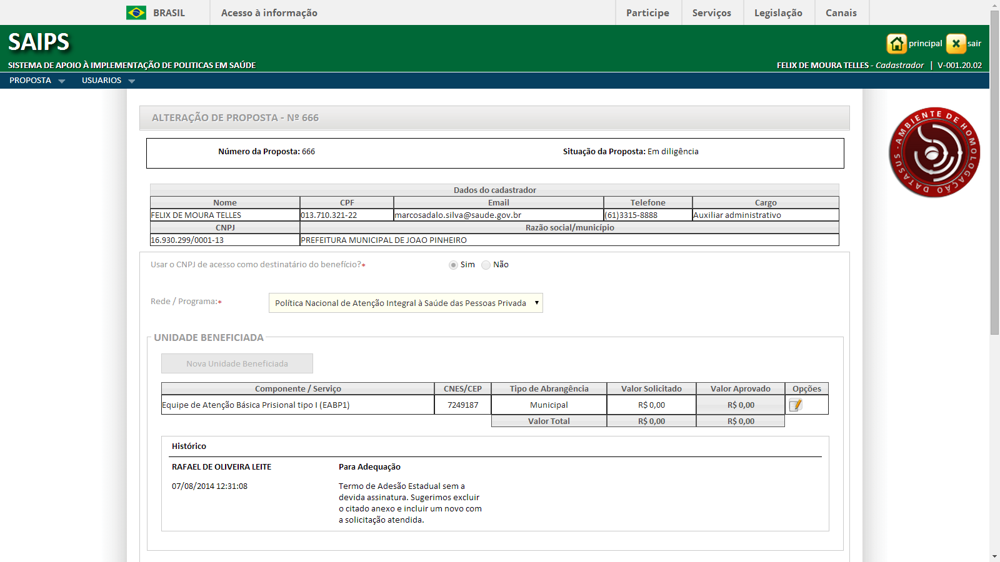 BRASIL Acesso à informação Participe Serviços Legislação Canais
SAIPS
principal sair
SISTEMA DE APOIO À IMPLEMENTAÇÃO DE POLITICAS EM SAÚDE
FELIX DE MOURA TELLES - Cadastrador | V-001.20.02
PROPOSTA USUARIOS
ALTERAÇÃO DE PROPOSTA - Nº 666
AMBIENTE DE HOMOLOGAÇÃO DATASUS -
Número da Proposta: 666 Situação da Proposta: Em diligência
Dados do cadastrador
Nome CPF Email Telefone Cargo
FELIX DE MOURA TELLES 013.710.321-22 marcosadalo.silva@saude.gov.br (61)3315-8888 Auxiliar administrativo
CNPJ Razão social/município
16.930.299/0001-13 PREFEITURA MUNICIPAL DE JOAO PINHEIRO
Usar o CNPJ de acesso como destinatário do benefício?* Sim Não
Rede / Programa:* Política Nacional de Atenção Integral à Saúde das Pessoas Privada
UNIDADE BENEFICIADA
Nova Unidade Beneficiada
Componente / Serviço CNES/CEP Tipo de Abrangência Valor Solicitado Valor Aprovado Opções
Equipe de Atenção Básica Prisional tipo I (EABP1) 7249187 Municipal R$ 0,00 R$ 0,00
Valor Total R$ 0,00 R$ 0,00
Histórico
RAFAEL DE OLIVEIRA LEITE Para Adequação
07/08/2014 12:31:08 Termo de Adesão Estadual sem a
devida assinatura. Sugerimos excluir
o citado anexo e incluir um novo com
a solicitação atendida.